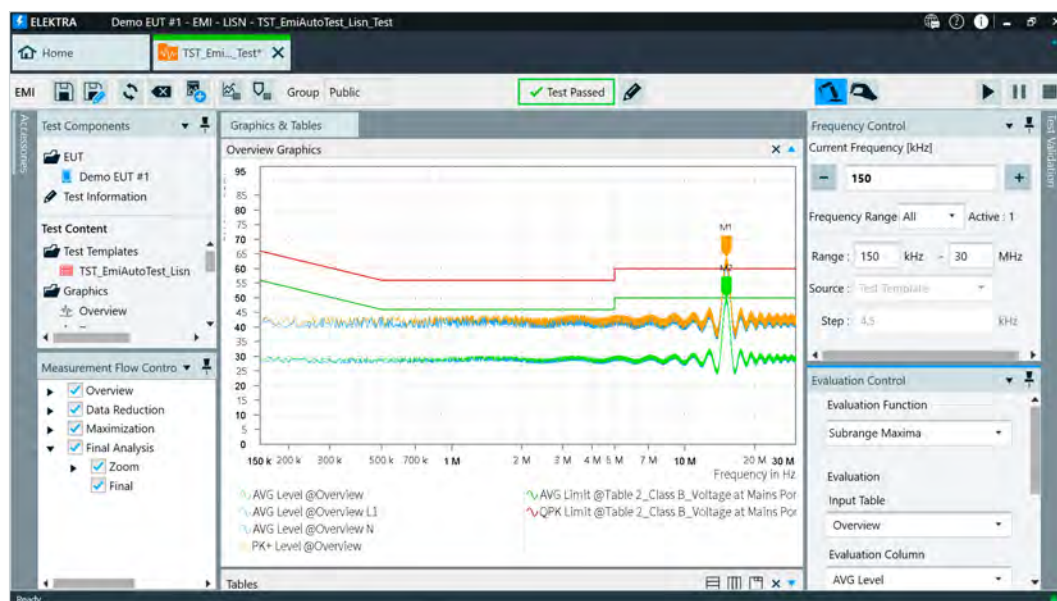 ELEKTRA Demo EUT #1 - EMI - LISN - TST_EmiAutoTest_Lisn_Test
Home
TST_Emi..._Test*
EMI
Group Public
Test Passed
Accessories
Test Components
EUT
Demo EUT #1
Test Information
Test Content
Test Templates
TST_EmiAutoTest_Lisn
Graphics
Overview
Measurement Flow Contro
Overview
Data Reduction
Maximization
Final Analysis
Zoom
Final
Graphics & Tables
Overview Graphics
95
85
80
75
70
65
60
55
50
45
40
35
30
25
20
15
10
5
0
M1
M2
150 k 200 k 300 k 500 k 700 k 1 M 2 M 3 M 4 M 5 M 7 M 10 M 20 M 30 M
Frequency in Hz
AVG Level @Overview
AVG Level @Overview L1
AVG Level @Overview N
PK+ Level @Overview
AVG Limit @Table 2_Class B_Voltage at Mains Por
QPK Limit @Table 2_Class B_Voltage at Mains Por
Tables
Frequency Control
Current Frequency [kHz]
150
Frequency Range All Active : 1
Range : 150 kHz - 30 MHz
Source : Test Template
Step : 4,5 kHz
Evaluation Control
Evaluation Function
Subrange Maxima
Evaluation
Input Table
Overview
Evaluation Column
AVG Level
Test Validation
Ready